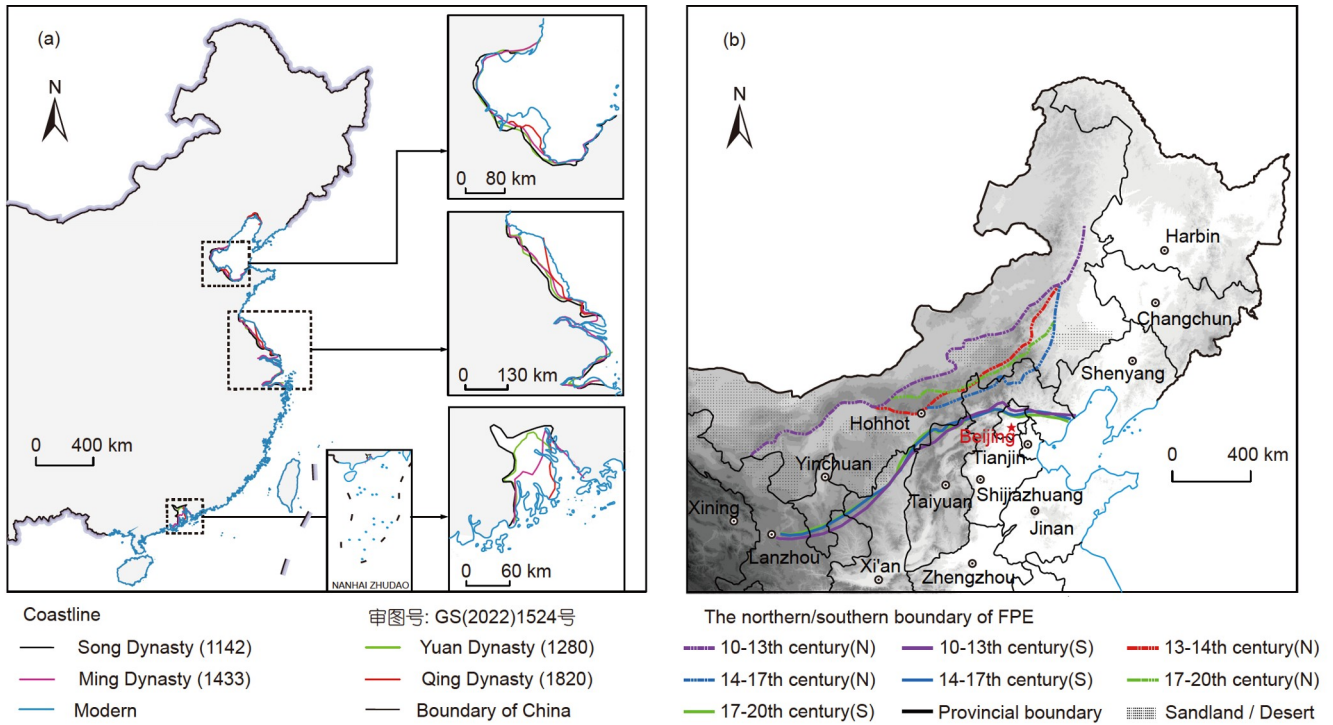 (a)
N
0 80 km
0 130 km
0 400 km
NANHAI ZHUDAO
0 60 km
Coastline
审图号: GS(2022)1524号
Song Dynasty (1142)
Yuan Dynasty (1280)
Ming Dynasty (1433)
Qing Dynasty (1820)
Modern
Boundary of China
(b)
N
Harbin
Changchun
Shenyang
Hohhot
Beijing
Tianjin
0 400 km
Yinchuan
Taiyuan
Shijiazhuang
Xining
Jinan
Lanzhou
Xi'an
Zhengzhou
The northern/southern boundary of FPE
10-13th century(N)
10-13th century(S)
13-14th century(N)
14-17th century(N)
14-17th century(S)
17-20th century(N)
17-20th century(S)
Provincial boundary
Sandland / Desert